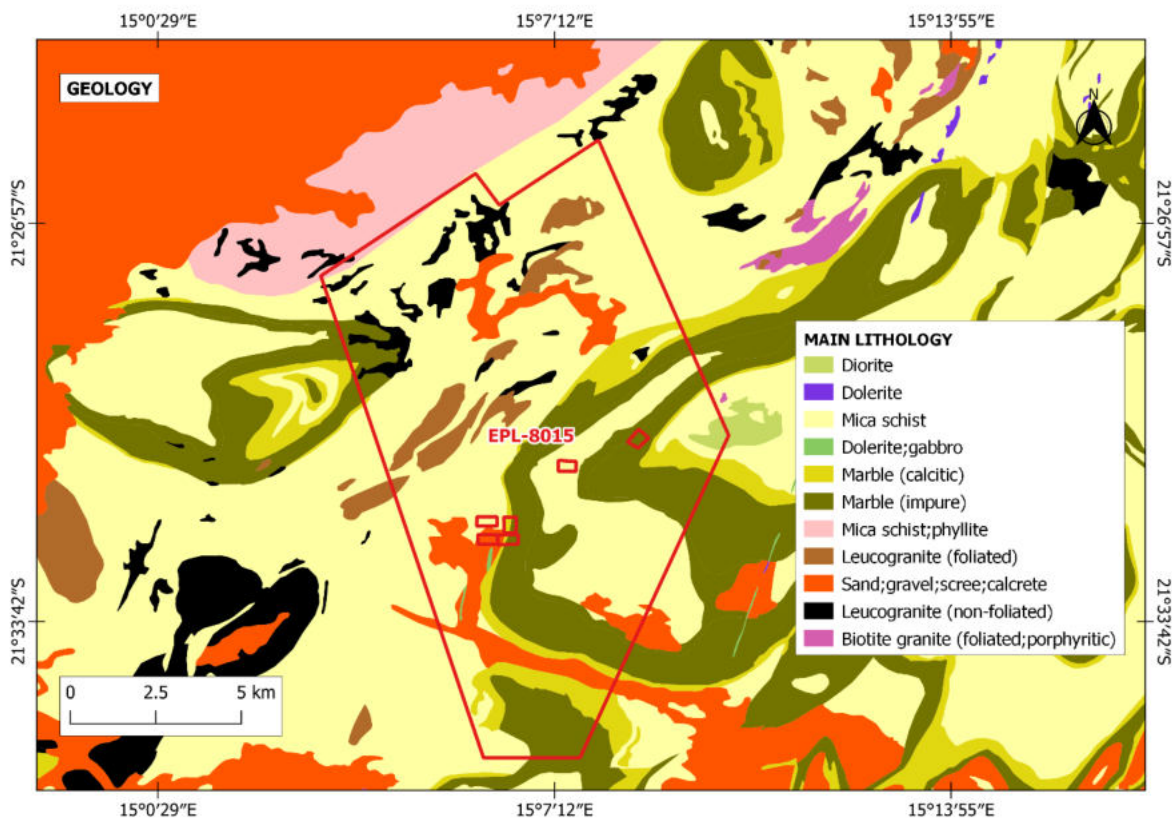 15°0′29″E 15°7′12″E 15°13′55″E
GEOLOGY
N
21°26′57″S 21°26′57″S
MAIN LITHOLOGY
Diorite
Dolerite
Mica schist
Dolerite;gabbro
Marble (calcitic)
Marble (impure)
Mica schist;phyllite
Leucogranite (foliated)
Sand;gravel;scree;calcrete
Leucogranite (non-foliated)
Biotite granite (foliated;porphyritic)
EPL-8015
21°33′42″S 21°33′42″S
0 2.5 5 km
15°0′29″E 15°7′12″E 15°13′55″E